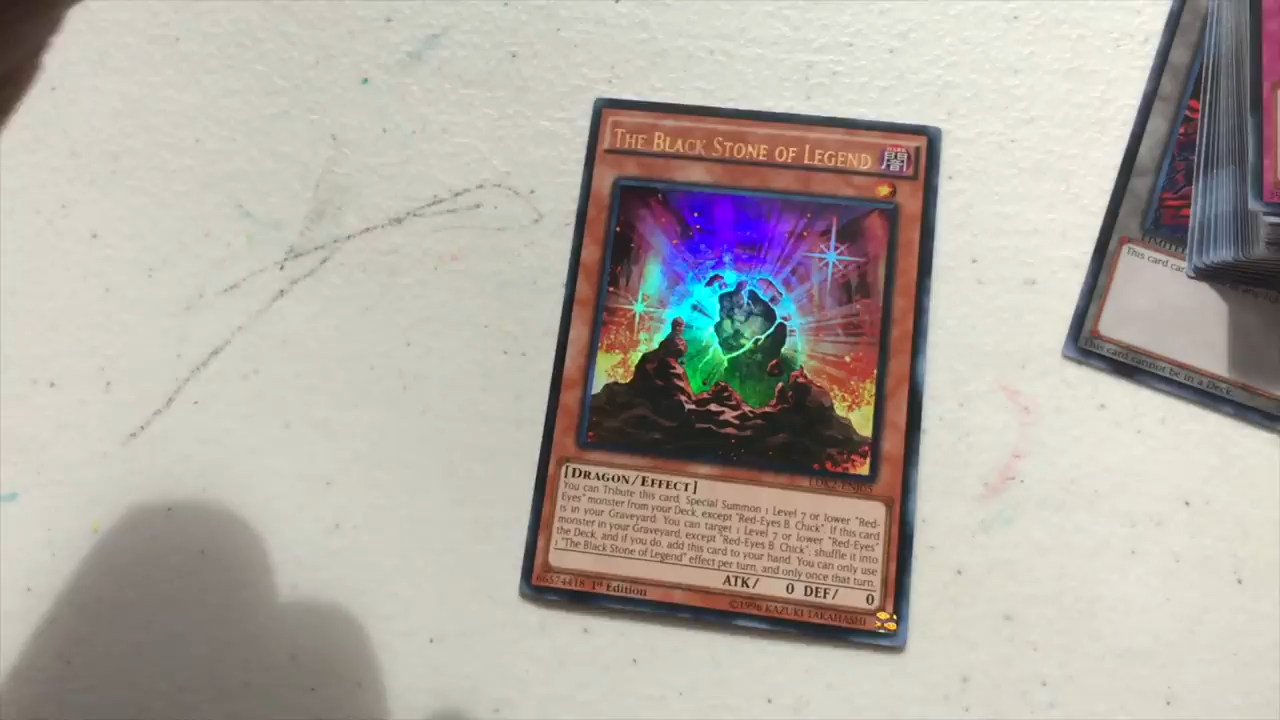 THE BLACK STONE OF LEGEND
闇
LDK2-ENJ05
[DRAGON/EFFECT]
You can Tribute this card; Special Summon 1 Level 7 or lower "Red-
Eyes" monster from your Deck, except "Red-Eyes B. Chick". If this card
is in your Graveyard: You can target 1 Level 7 or lower "Red-Eyes"
monster in your Graveyard, except "Red-Eyes B. Chick"; shuffle it into
the Deck, and if you do, add this card to your hand. You can only use
1 "The Black Stone of Legend" effect per turn, and only once that turn.
ATK/ 0 DEF/ 0
66574418 1st Edition
©1996 KAZUKI TAKAHASHI
This card
This card cannot be in a Deck.